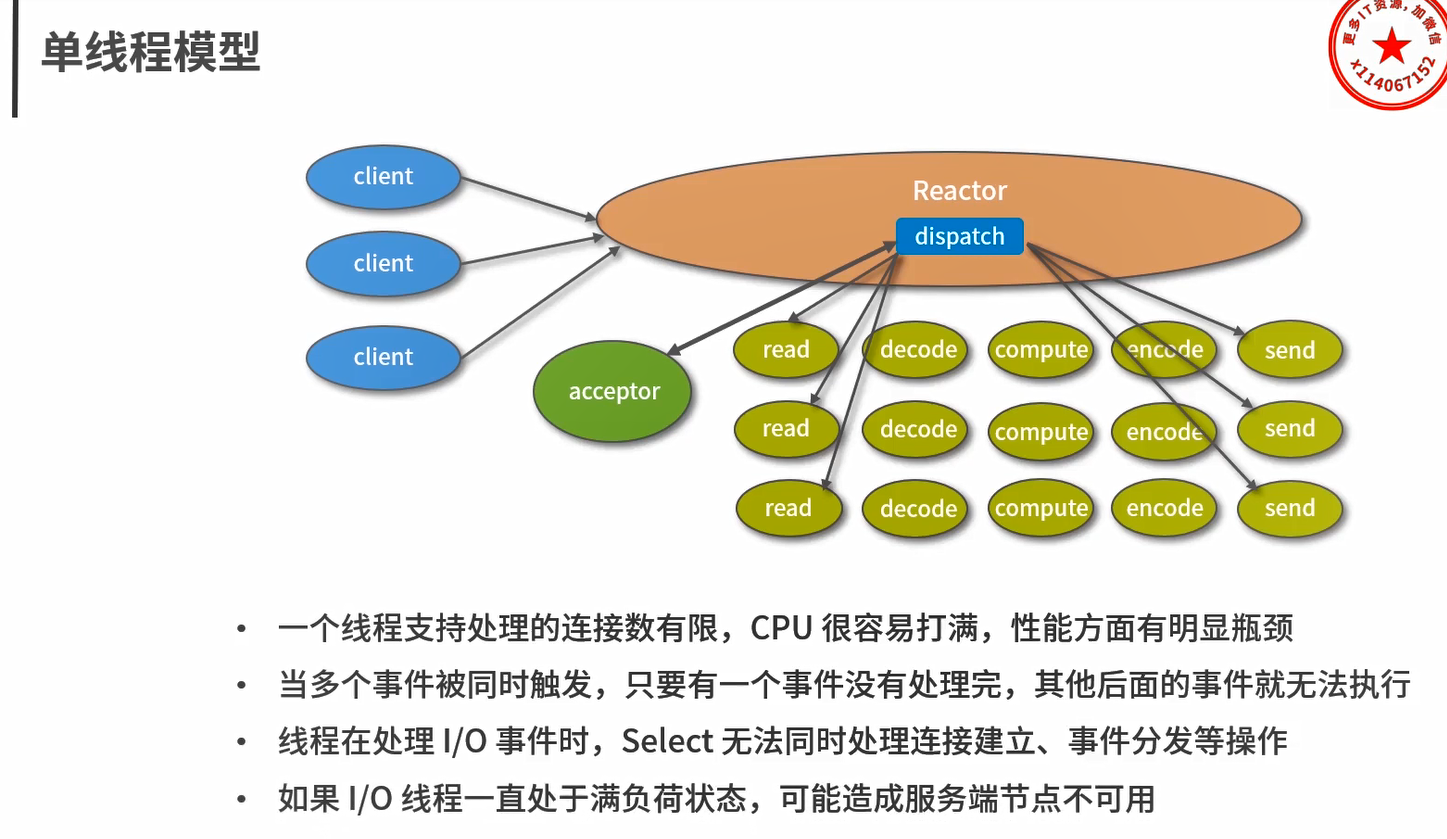 单线程模型
更多IT资源，加微信
x114067152
client
client
client
Reactor
dispatch
acceptor
read decode compute encode send
read decode compute encode send
read decode compute encode send
• 一个线程支持处理的连接数有限，CPU 很容易打满，性能方面有明显瓶颈
• 当多个事件被同时触发，只要有一个事件没有处理完，其他后面的事件就无法执行
• 线程在处理 I/O 事件时，Select 无法同时处理连接建立、事件分发等操作
• 如果 I/O 线程一直处于满负荷状态，可能造成服务端节点不可用